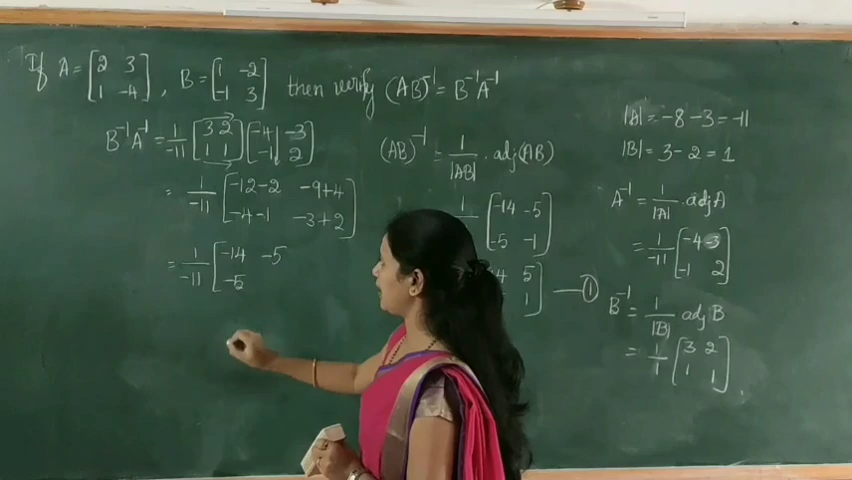 If A = [2 3 1 -4], B = [1 -2 -1 3] then verify (AB)⁻¹ = B⁻¹A⁻¹
B⁻¹A⁻¹ = 1/-11 [3 2 1 1] [-4 -3 -1 2]
= 1/-11 [-12-2 -9+4 -4-1 -3+2]
= 1/-11 [-14 -5 -5
(AB)⁻¹ = 1/|AB| . adj(AB)
1 [-14 -5 -5 -1]
5 1] —①
|A| = -8 -3 = -11
|B| = 3 - 2 = 1
A⁻¹ = 1/|A| . adj A
= 1/-11 [-4 -3 -1 2]
B⁻¹ = 1/|B| adj B
= 1/1 [3 2 1 1]